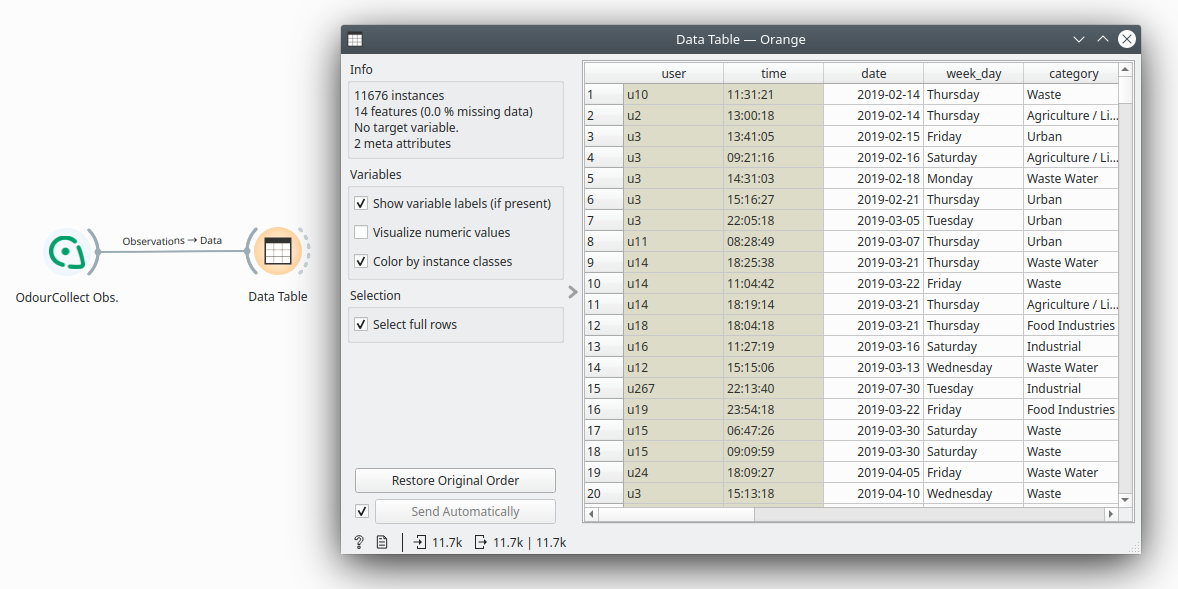 Data Table — Orange
Info
11676 instances
14 features (0.0 % missing data)
No target variable.
2 meta attributes
Variables
Show variable labels (if present)
Visualize numeric values
Color by instance classes
Selection
Select full rows
Restore Original Order
Send Automatically
? 11.7k 11.7k | 11.7k
Observations → Data
OdourCollect Obs.
Data Table
user time date week_day category
1 u10 11:31:21 2019-02-14 Thursday Waste
2 u2 13:00:18 2019-02-14 Thursday Agriculture / Li...
3 u3 13:41:05 2019-02-15 Friday Urban
4 u3 09:21:16 2019-02-16 Saturday Agriculture / Li...
5 u3 14:31:03 2019-02-18 Monday Waste Water
6 u3 15:16:27 2019-02-21 Thursday Urban
7 u3 22:05:18 2019-03-05 Tuesday Urban
8 u11 08:28:49 2019-03-07 Thursday Urban
9 u14 18:25:38 2019-03-21 Thursday Waste Water
10 u14 11:04:42 2019-03-22 Friday Waste
11 u14 18:19:14 2019-03-21 Thursday Agriculture / Li...
12 u18 18:04:18 2019-03-21 Thursday Food Industries
13 u16 11:27:19 2019-03-16 Saturday Industrial
14 u12 15:15:06 2019-03-13 Wednesday Waste Water
15 u267 22:13:40 2019-07-30 Tuesday Industrial
16 u19 23:54:18 2019-03-22 Friday Food Industries
17 u15 06:47:26 2019-03-30 Saturday Waste
18 u15 09:09:59 2019-03-30 Saturday Waste
19 u24 18:09:27 2019-04-05 Friday Waste Water
20 u3 15:13:18 2019-04-10 Wednesday Waste